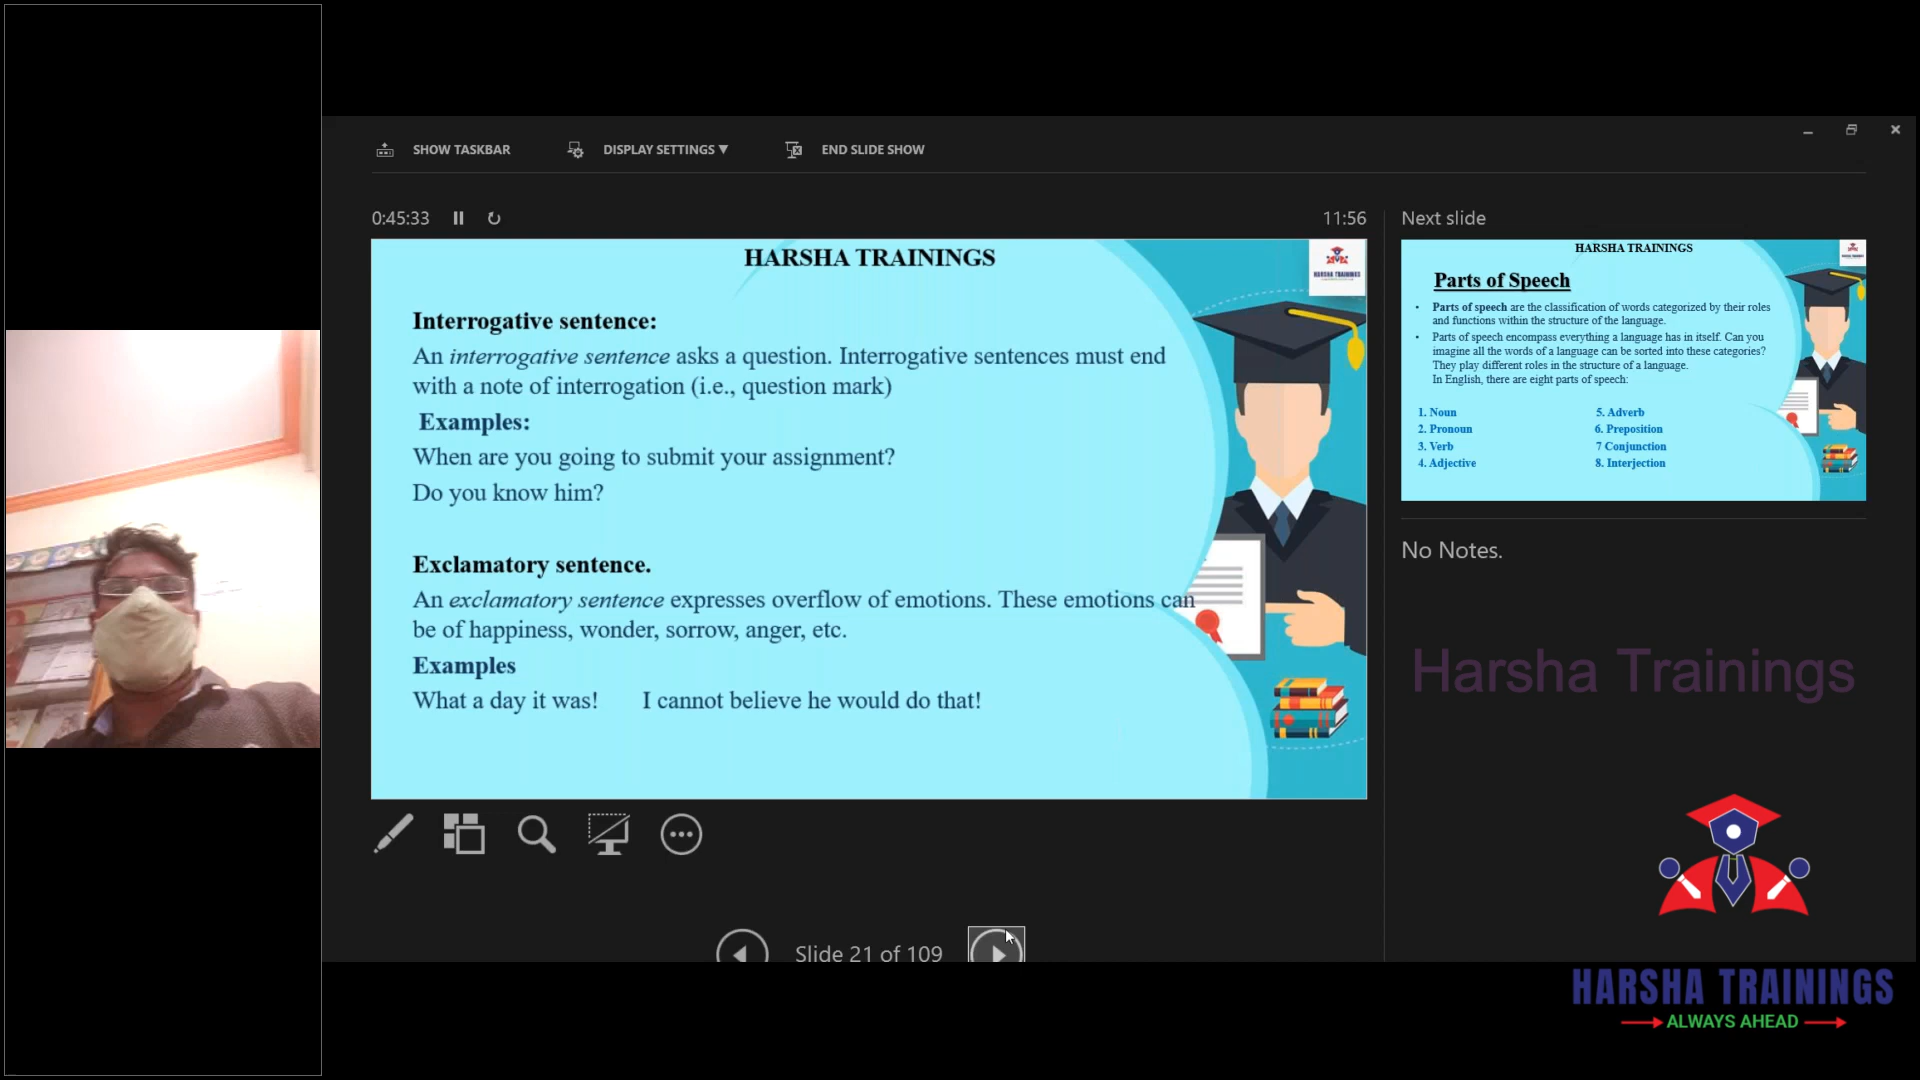 SHOW TASKBAR
DISPLAY SETTINGS ▼
END SLIDE SHOW
0:45:33
11:56
HARSHA TRAININGS
HARSHA TRAININGS
Interrogative sentence:
An interrogative sentence asks a question. Interrogative sentences must end
with a note of interrogation (i.e., question mark)
Examples:
When are you going to submit your assignment?
Do you know him?
Exclamatory sentence.
An exclamatory sentence expresses overflow of emotions. These emotions can
be of happiness, wonder, sorrow, anger, etc.
Examples
What a day it was! I cannot believe he would do that!
Slide 21 of 109
Next slide
HARSHA TRAININGS
Parts of Speech
• Parts of speech are the classification of words categorized by their roles
and functions within the structure of the language.
• Parts of speech encompass everything a language has in itself. Can you
imagine all the words of a language can be sorted into these categories?
They play different roles in the structure of a language.
In English, there are eight parts of speech:
1. Noun
2. Pronoun
3. Verb
4. Adjective
5. Adverb
6. Preposition
7 Conjunction
8. Interjection
No Notes.
Harsha Trainings
HARSHA TRAININGS
ALWAYS AHEAD